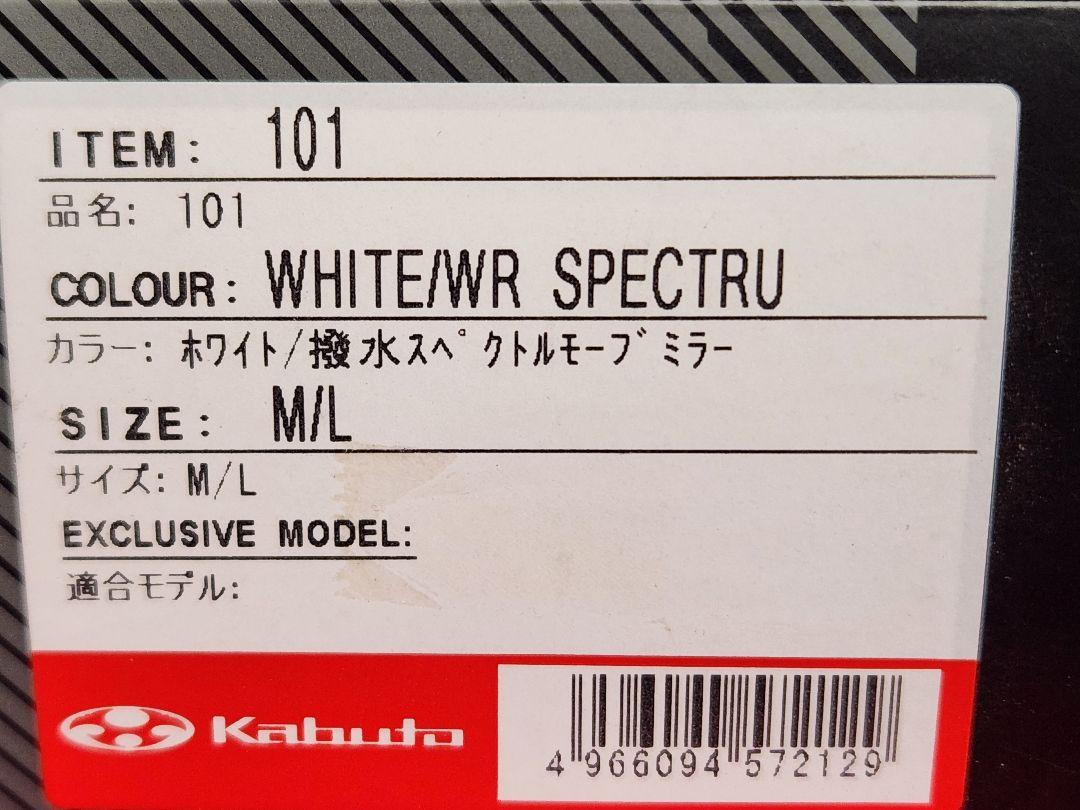 ITEM: 101
品名: 101
COLOUR: WHITE/WR SPECTRU
カラー: ホワイト/撥水スペクトルモーブミラー
SIZE: M/L
サイズ: M/L
EXCLUSIVE MODEL:
適合モデル:
Kabuto
4 966094 572129